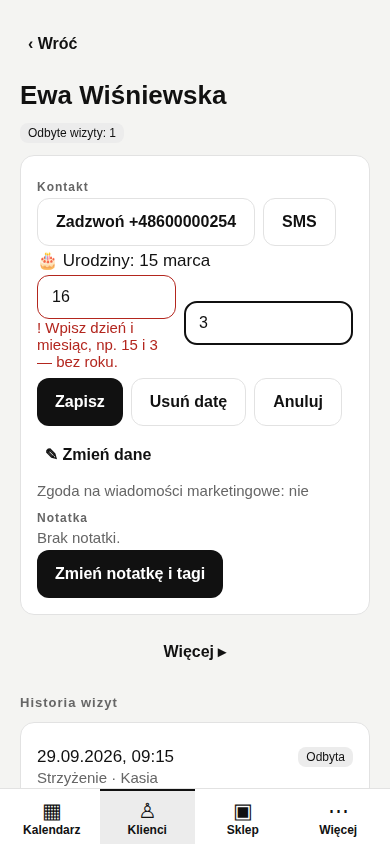 ‹ Wróć
Ewa Wiśniewska
Odbyte wizyty: 1
Kontakt
Zadzwoń +48600000254 SMS
🎂 Urodziny: 15 marca
16
3
! Wpisz dzień i
miesiąc, np. 15 i 3
— bez roku.
Zapisz Usuń datę Anuluj
✎ Zmień dane
Zgoda na wiadomości marketingowe: nie
Notatka
Brak notatki.
Zmień notatkę i tagi
Więcej ▸
Historia wizyt
29.09.2026, 09:15 Odbyta
Strzyżenie · Kasia
Kalendarz Klienci Sklep Więcej